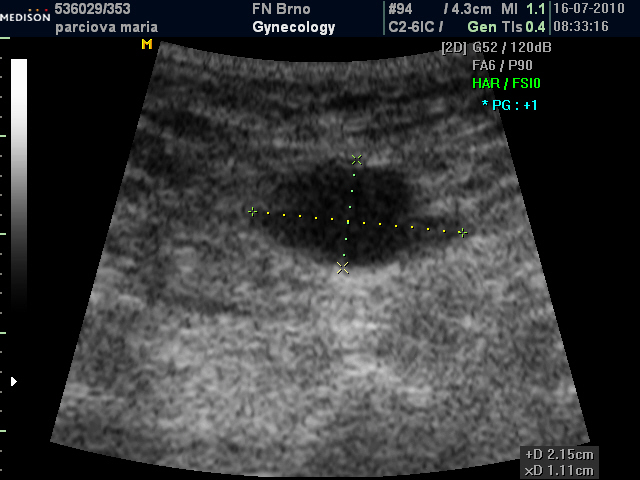 MEDISON
536029/353
FN Brno
#94 / 4.3cm
MI 1.1
16-07-2010
parciova maria
Gynecology
C2-6IC /
Gen
TIs 0.4
08:33:16
M
[2D] G52 / 120dB
FA6 / P90
HAR / FSI0
* PG : +1
+D 2.15cm
xD 1.11cm